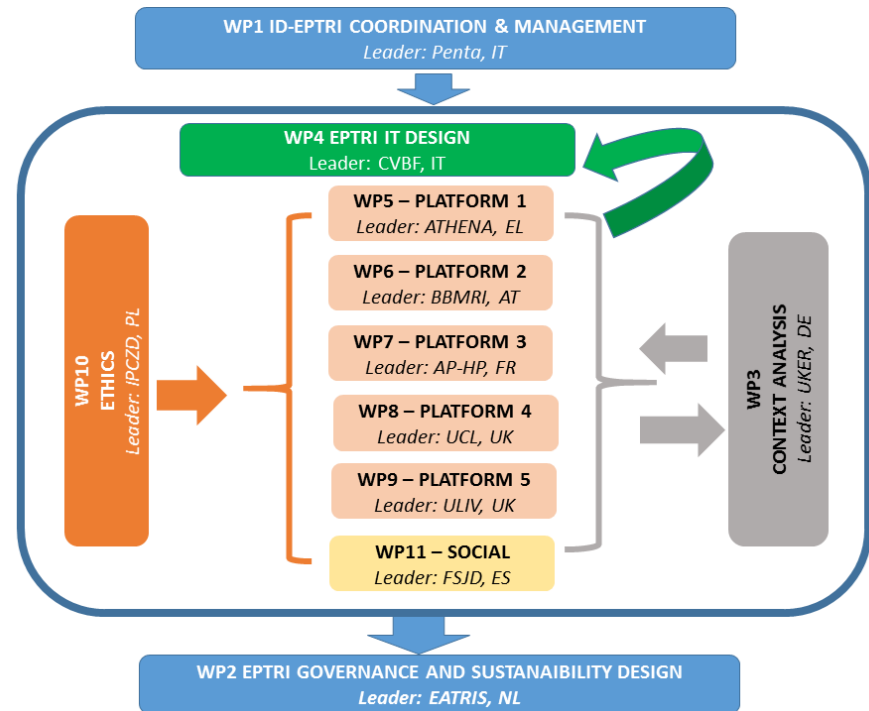 WP1 ID-EPTRI COORDINATION & MANAGEMENT
Leader: Penta, IT
WP4 EPTRI IT DESIGN
Leader: CVBF, IT
WP10
ETHICS
Leader: IPCZD, PL
WP5 – PLATFORM 1
Leader: ATHENA, EL
WP6 – PLATFORM 2
Leader: BBMRI, AT
WP7 – PLATFORM 3
Leader: AP-HP, FR
WP8 – PLATFORM 4
Leader: UCL, UK
WP9 – PLATFORM 5
Leader: ULIV, UK
WP11 – SOCIAL
Leader: FSJD, ES
WP3
CONTEXT ANALYSIS
Leader: UKER, DE
WP2 EPTRI GOVERNANCE AND SUSTANAIBILITY DESIGN
Leader: EATRIS, NL